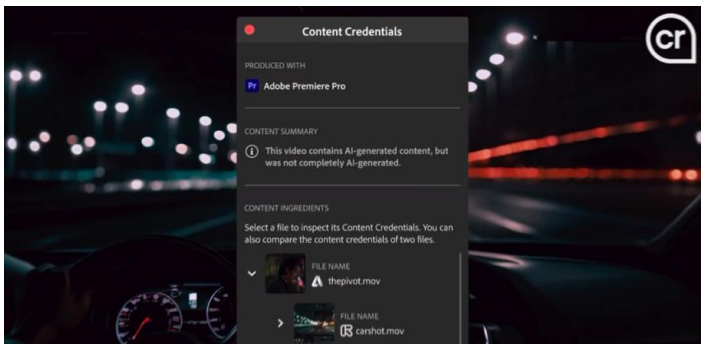 Content Credentials
cr
PRODUCED WITH
Pr Adobe Premiere Pro
CONTENT SUMMARY
This video contains AI-generated content, but
was not completely AI-generated.
CONTENT INGREDIENTS
Select a file to inspect its Content Credentials. You can
also compare the content credentials of two files.
FILE NAME
thepivot.mov
FILE NAME
carshot.mov